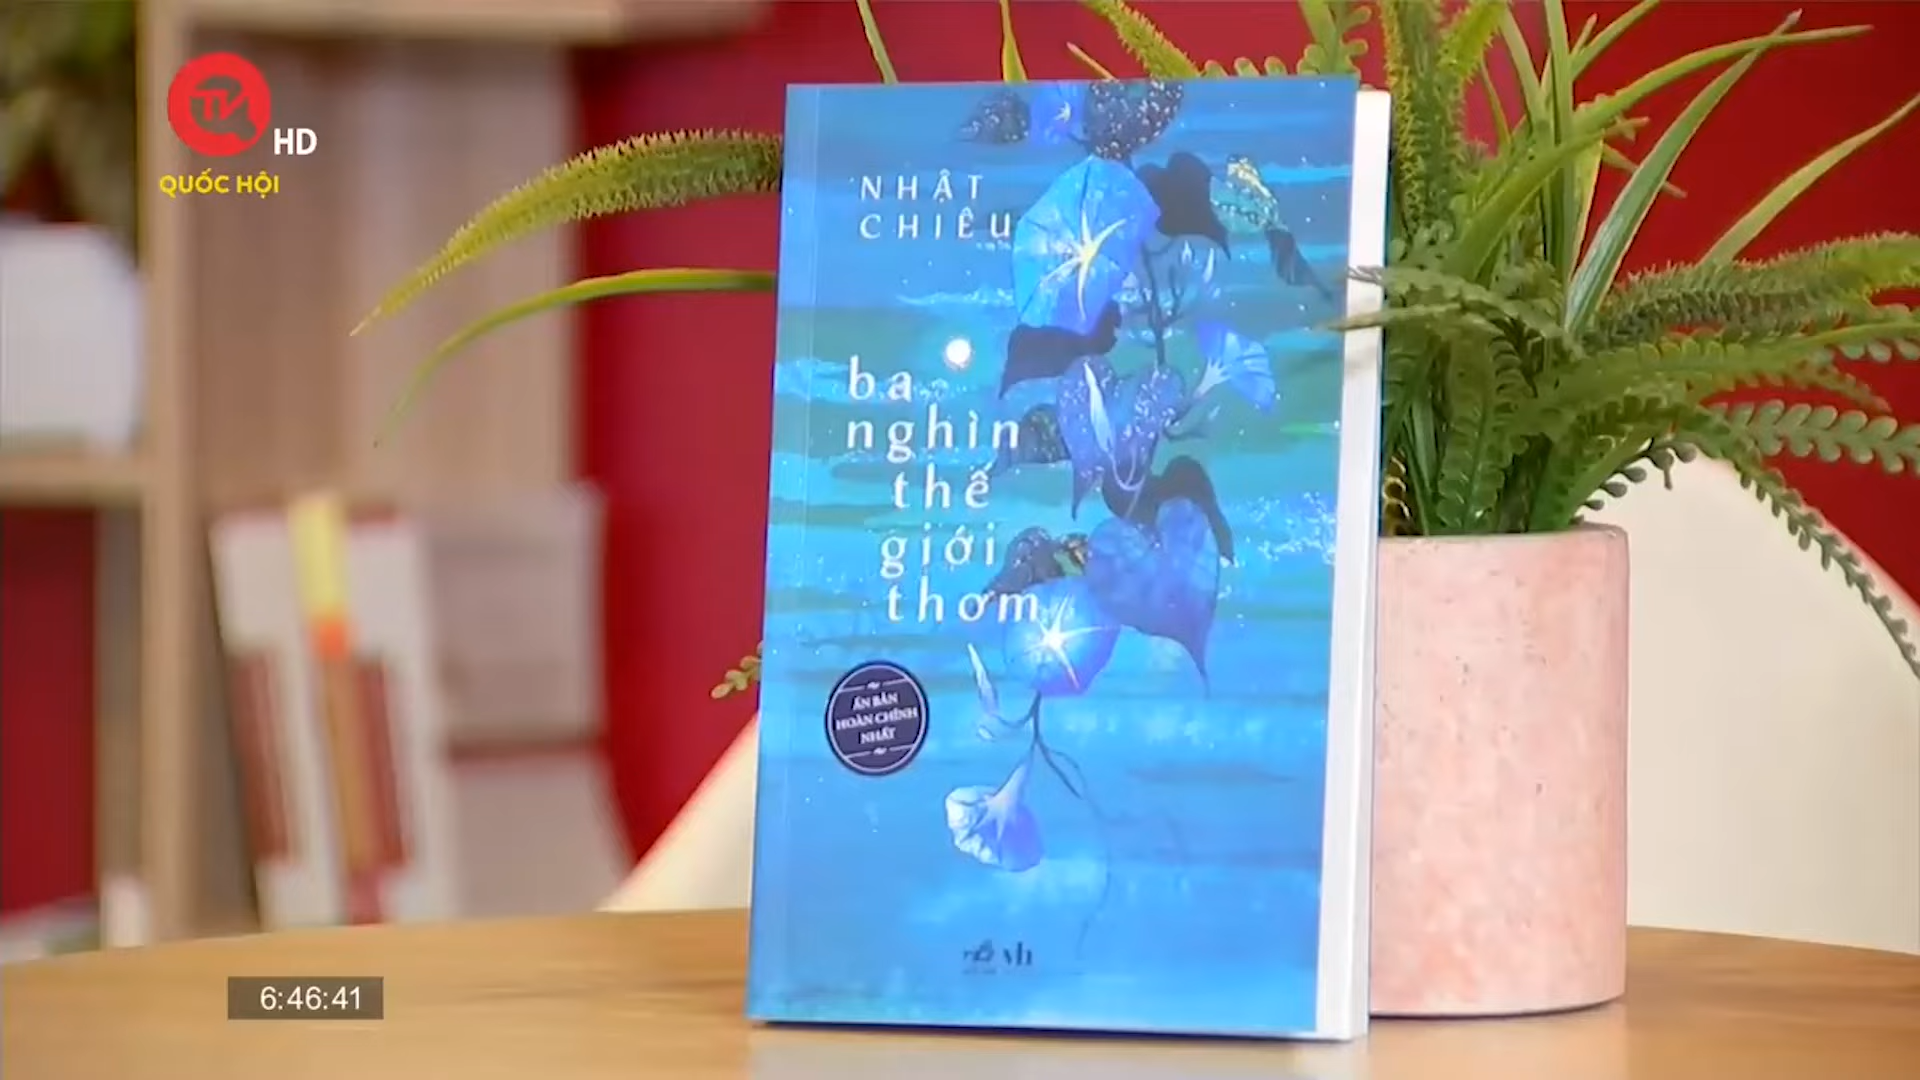 HD
QUỐC HỘI
NHẬT
CHIÊU
ba
nghìn
thế
giới
thơm
ẤN BẢN
HOÀN CHỈNH
NHẤT
6:46:41